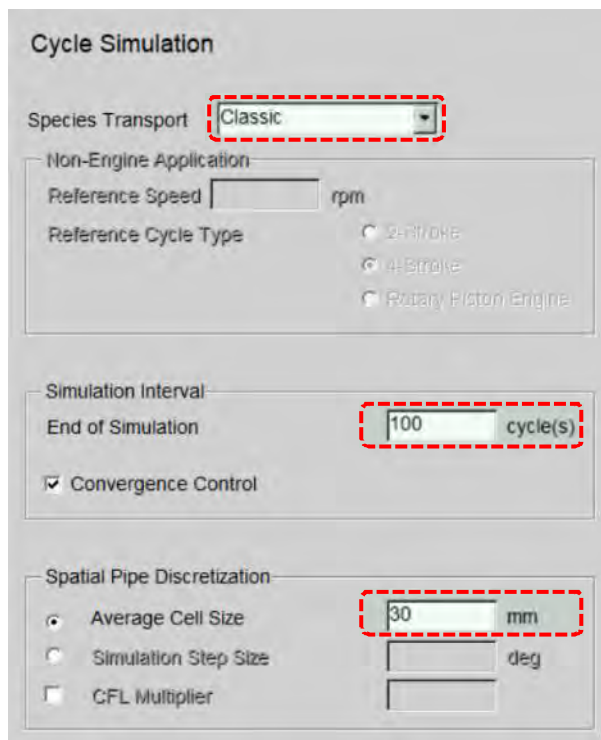 Cycle Simulation
Species Transport Classic
Non-Engine Application
Reference Speed rpm
Reference Cycle Type 2-Stroke
4-Stroke
Rotary Piston Engine
Simulation Interval
End of Simulation 100 cycle(s)
Convergence Control
Spatial Pipe Discretization
Average Cell Size 30 mm
Simulation Step Size deg
CFL Multiplier